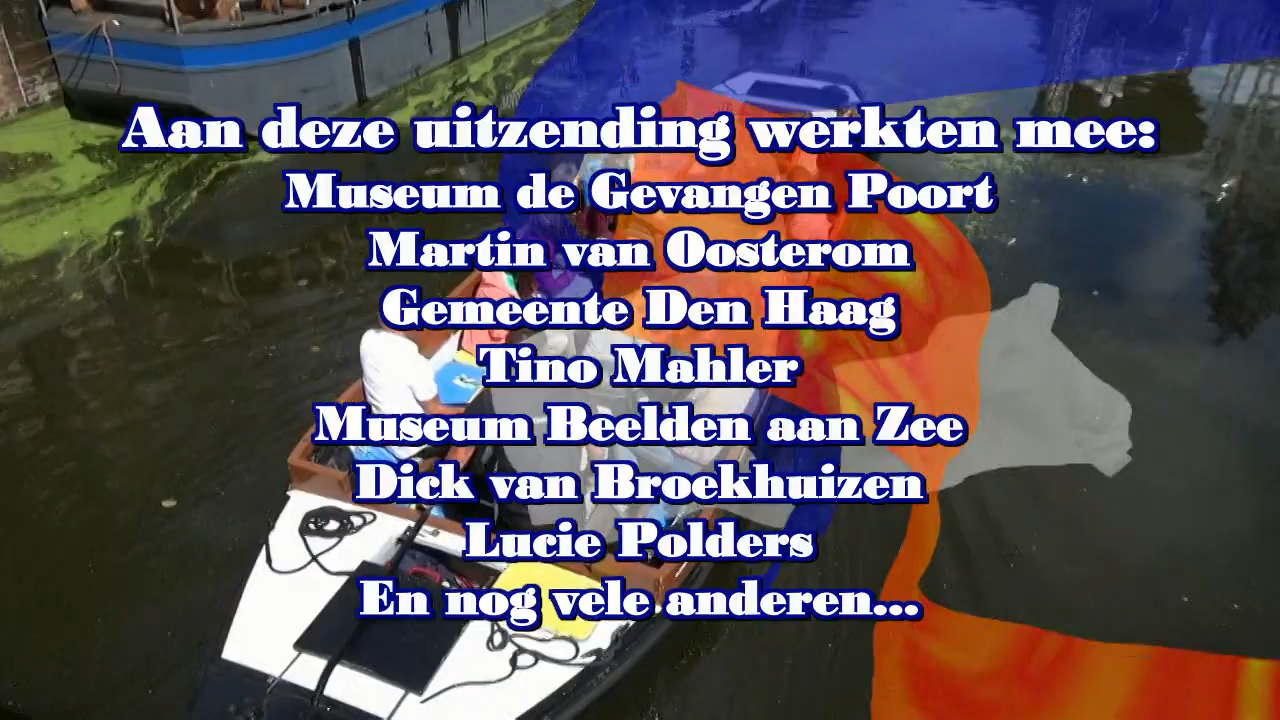 Aan deze uitzending werkten mee:
Museum de Gevangen Poort
Martin van Oosterom
Gemeente Den Haag
Tino Mahler
Museum Beelden aan Zee
Dick van Broekhuizen
Lucie Polders
En nog vele anderen...